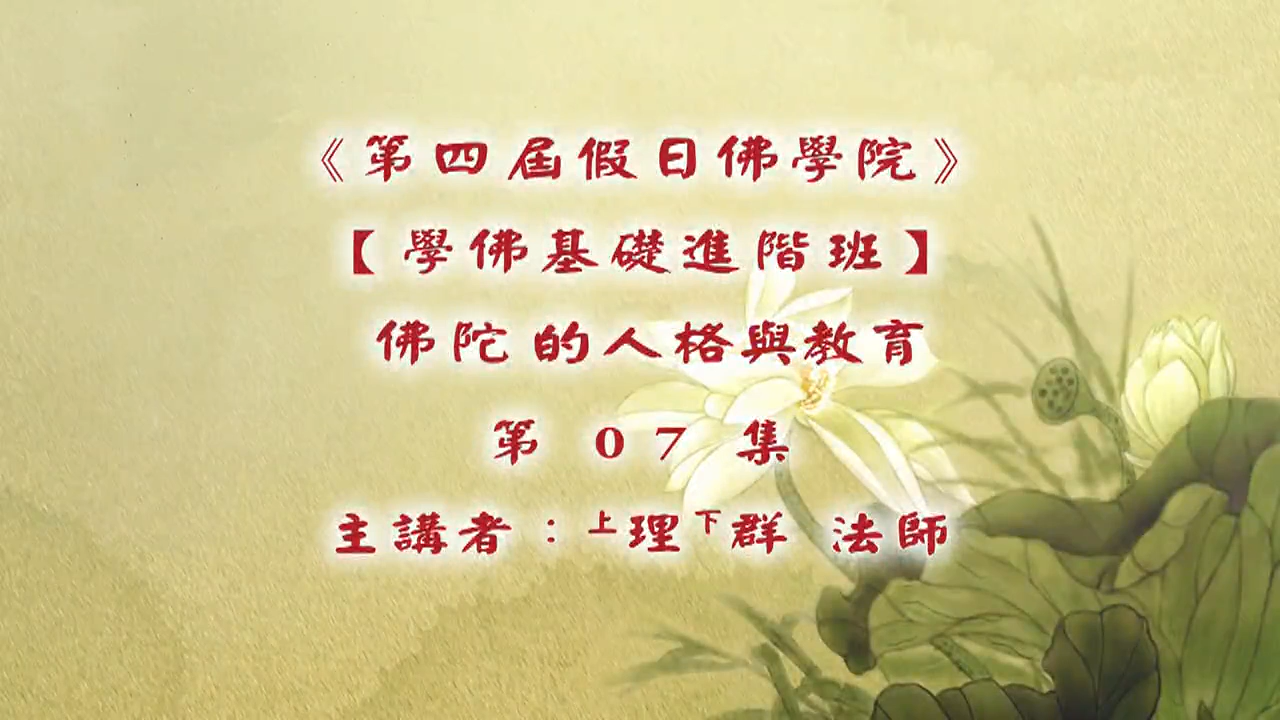 《第四屆假日佛學院》
【學佛基礎進階班】
佛陀的人格與教育
第 07 集
主講者：上理下群 法師